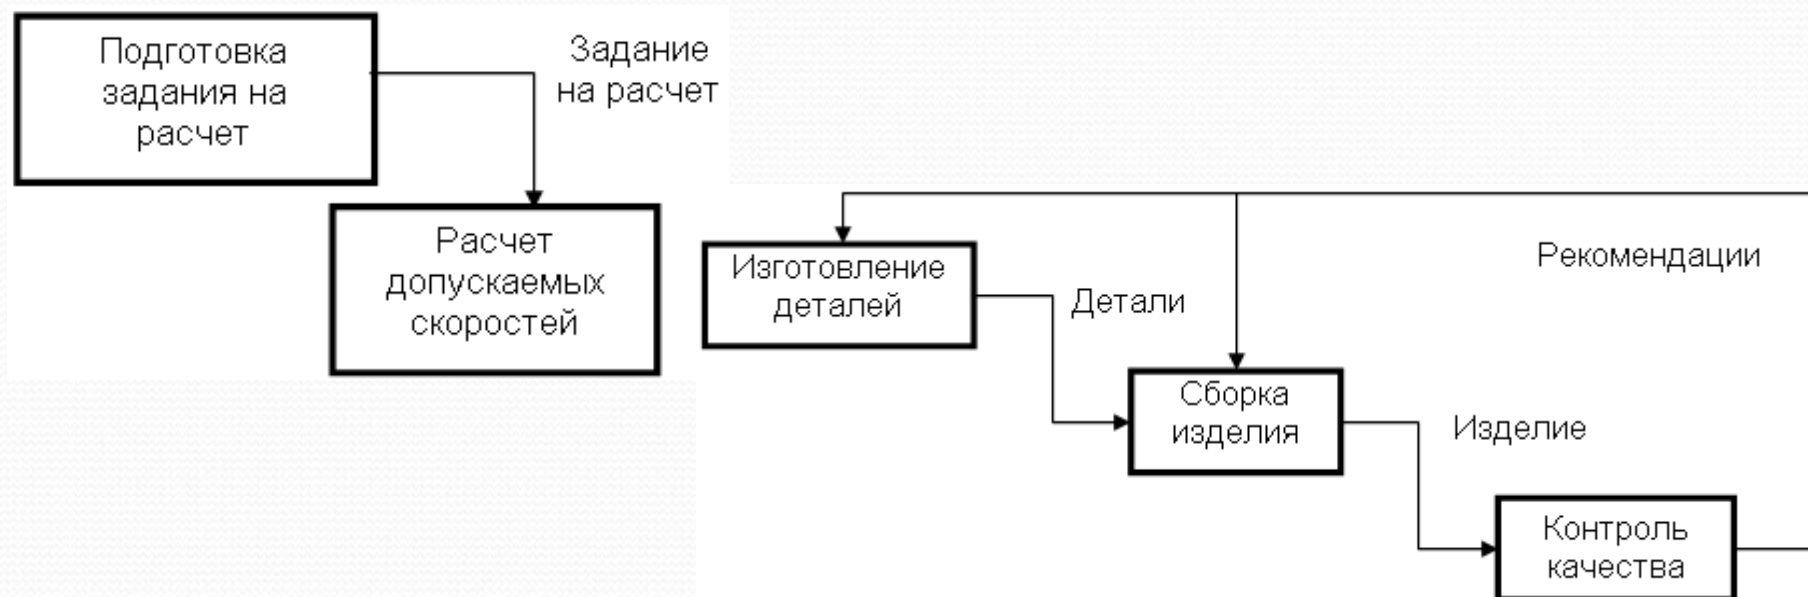 Подготовка
задания на
расчет
Задание
на расчет
Расчет
допускаемых
скоростей
Изготовление
деталей
Детали
Рекомендации
Сборка
изделия
Изделие
Контроль
качества